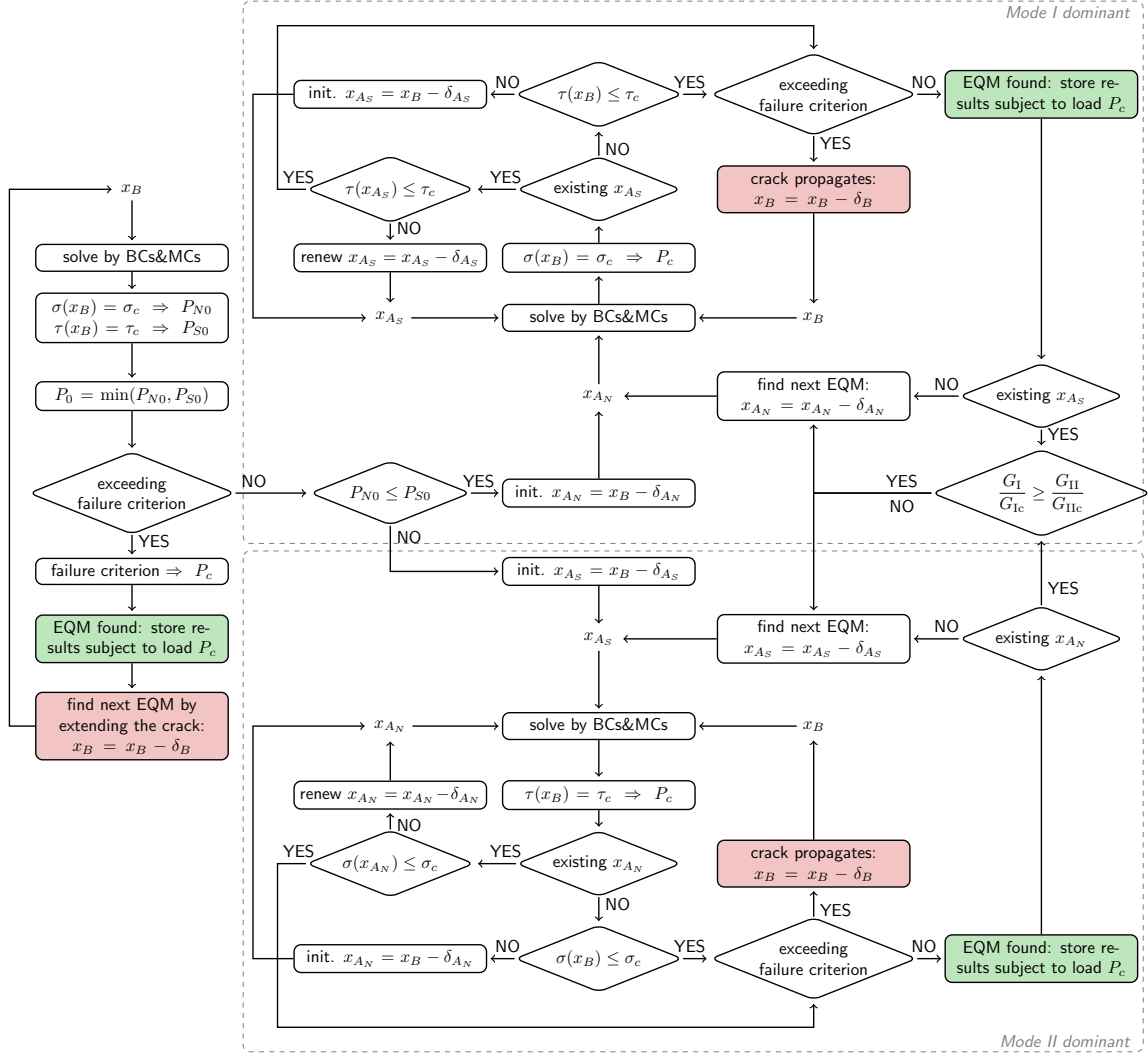 Mode I dominant
init. x_{A_S} = x_B − δ_{A_S}
NO
τ(x_B) ≤ τ_c
YES
exceeding
failure criterion
NO
EQM found: store re-
sults subject to load P_c
NO
YES
YES
τ(x_{A_S}) ≤ τ_c
YES
existing x_{A_S}
crack propagates:
x_B = x_B − δ_B
NO
renew x_{A_S} = x_{A_S} − δ_{A_S}
σ(x_B) = σ_c ⇒ P_c
x_{A_S}
solve by BCs&MCs
x_B
x_{A_N}
find next EQM:
x_{A_N} = x_{A_N} − δ_{A_N}
NO
existing x_{A_S}
YES
x_B
solve by BCs&MCs
σ(x_B) = σ_c ⇒ P_{N0}
τ(x_B) = τ_c ⇒ P_{S0}
P_0 = min(P_{N0}, P_{S0})
exceeding
failure criterion
NO
P_{N0} ≤ P_{S0}
YES
init. x_{A_N} = x_B − δ_{A_N}
YES
NO
G_I/G_{Ic} ≥ G_{II}/G_{IIc}
YES
NO
failure criterion ⇒ P_c
EQM found: store re-
sults subject to load P_c
find next EQM by
extending the crack:
x_B = x_B − δ_B
init. x_{A_S} = x_B − δ_{A_S}
YES
x_{A_S}
find next EQM:
x_{A_S} = x_{A_S} − δ_{A_S}
NO
existing x_{A_N}
x_{A_N}
solve by BCs&MCs
x_B
renew x_{A_N} = x_{A_N} − δ_{A_N}
τ(x_B) = τ_c ⇒ P_c
NO
YES
σ(x_{A_N}) ≤ σ_c
YES
existing x_{A_N}
crack propagates:
x_B = x_B − δ_B
NO
YES
init. x_{A_N} = x_B − δ_{A_N}
NO
σ(x_B) ≤ σ_c
YES
exceeding
failure criterion
NO
EQM found: store re-
sults subject to load P_c
Mode II dominant